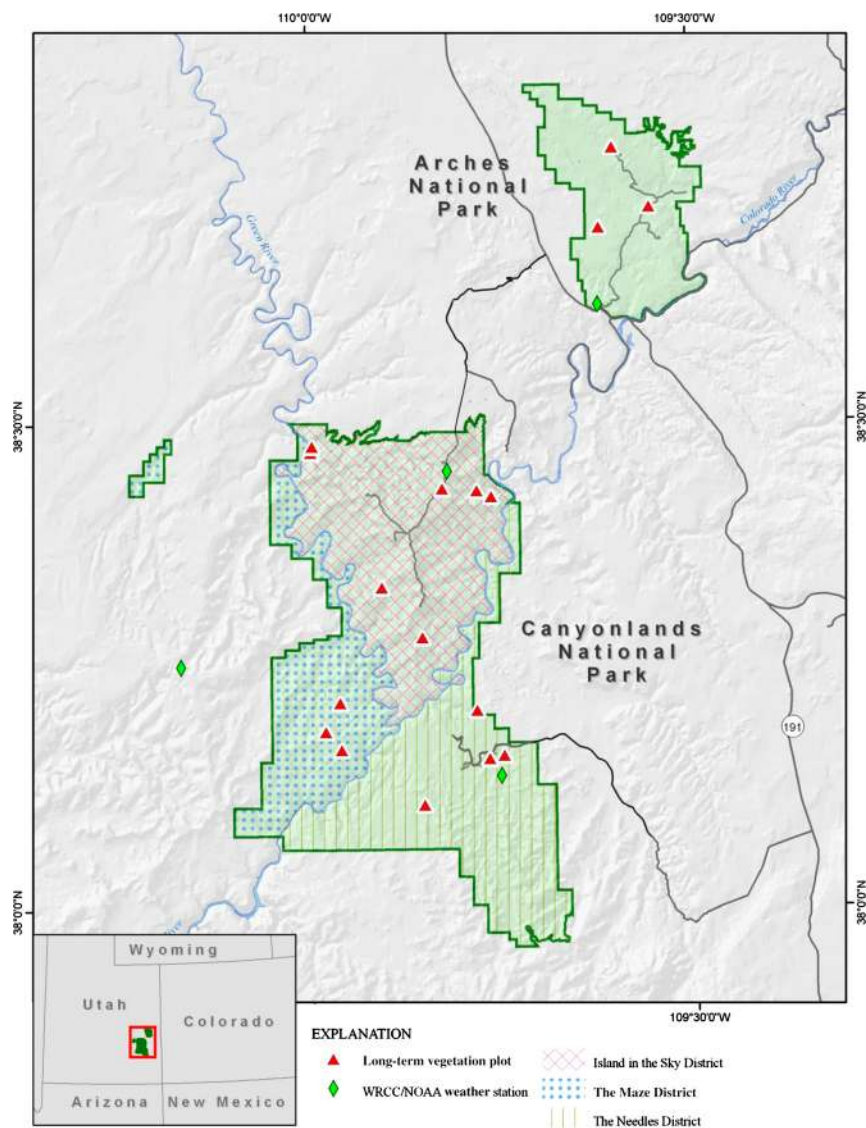 110°0'0"W
109°30'0"W
Arches
National
Park
Green River
Colorado River
38°30'0"N
38°30'0"N
Canyonlands
National
Park
191
38°0'0"N
38°0'0"N
River
Wyoming
Utah
Colorado
Arizona
New Mexico
109°30'0"W
EXPLANATION
Long-term vegetation plot
WRCC/NOAA weather station
Island in the Sky District
The Maze District
The Needles District